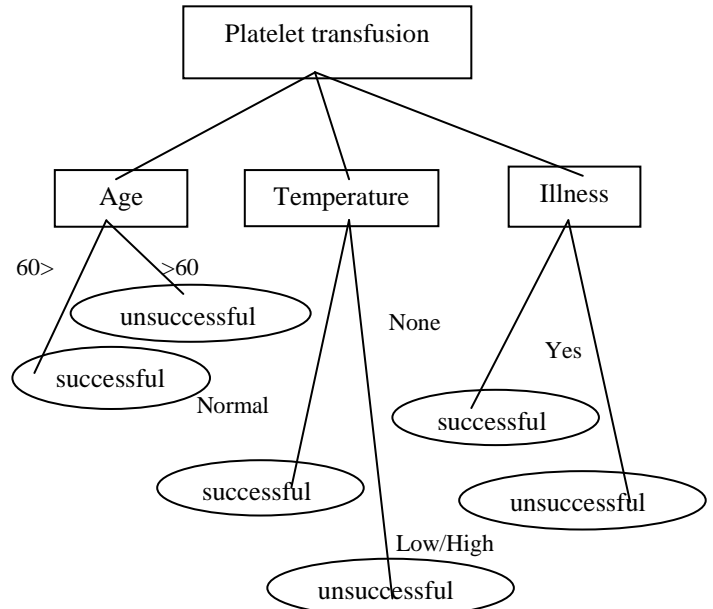 Platelet transfusion
Age
Temperature
Illness
60>
>60
unsuccessful
None
Yes
successful
Normal
successful
successful
unsuccessful
Low/High
unsuccessful